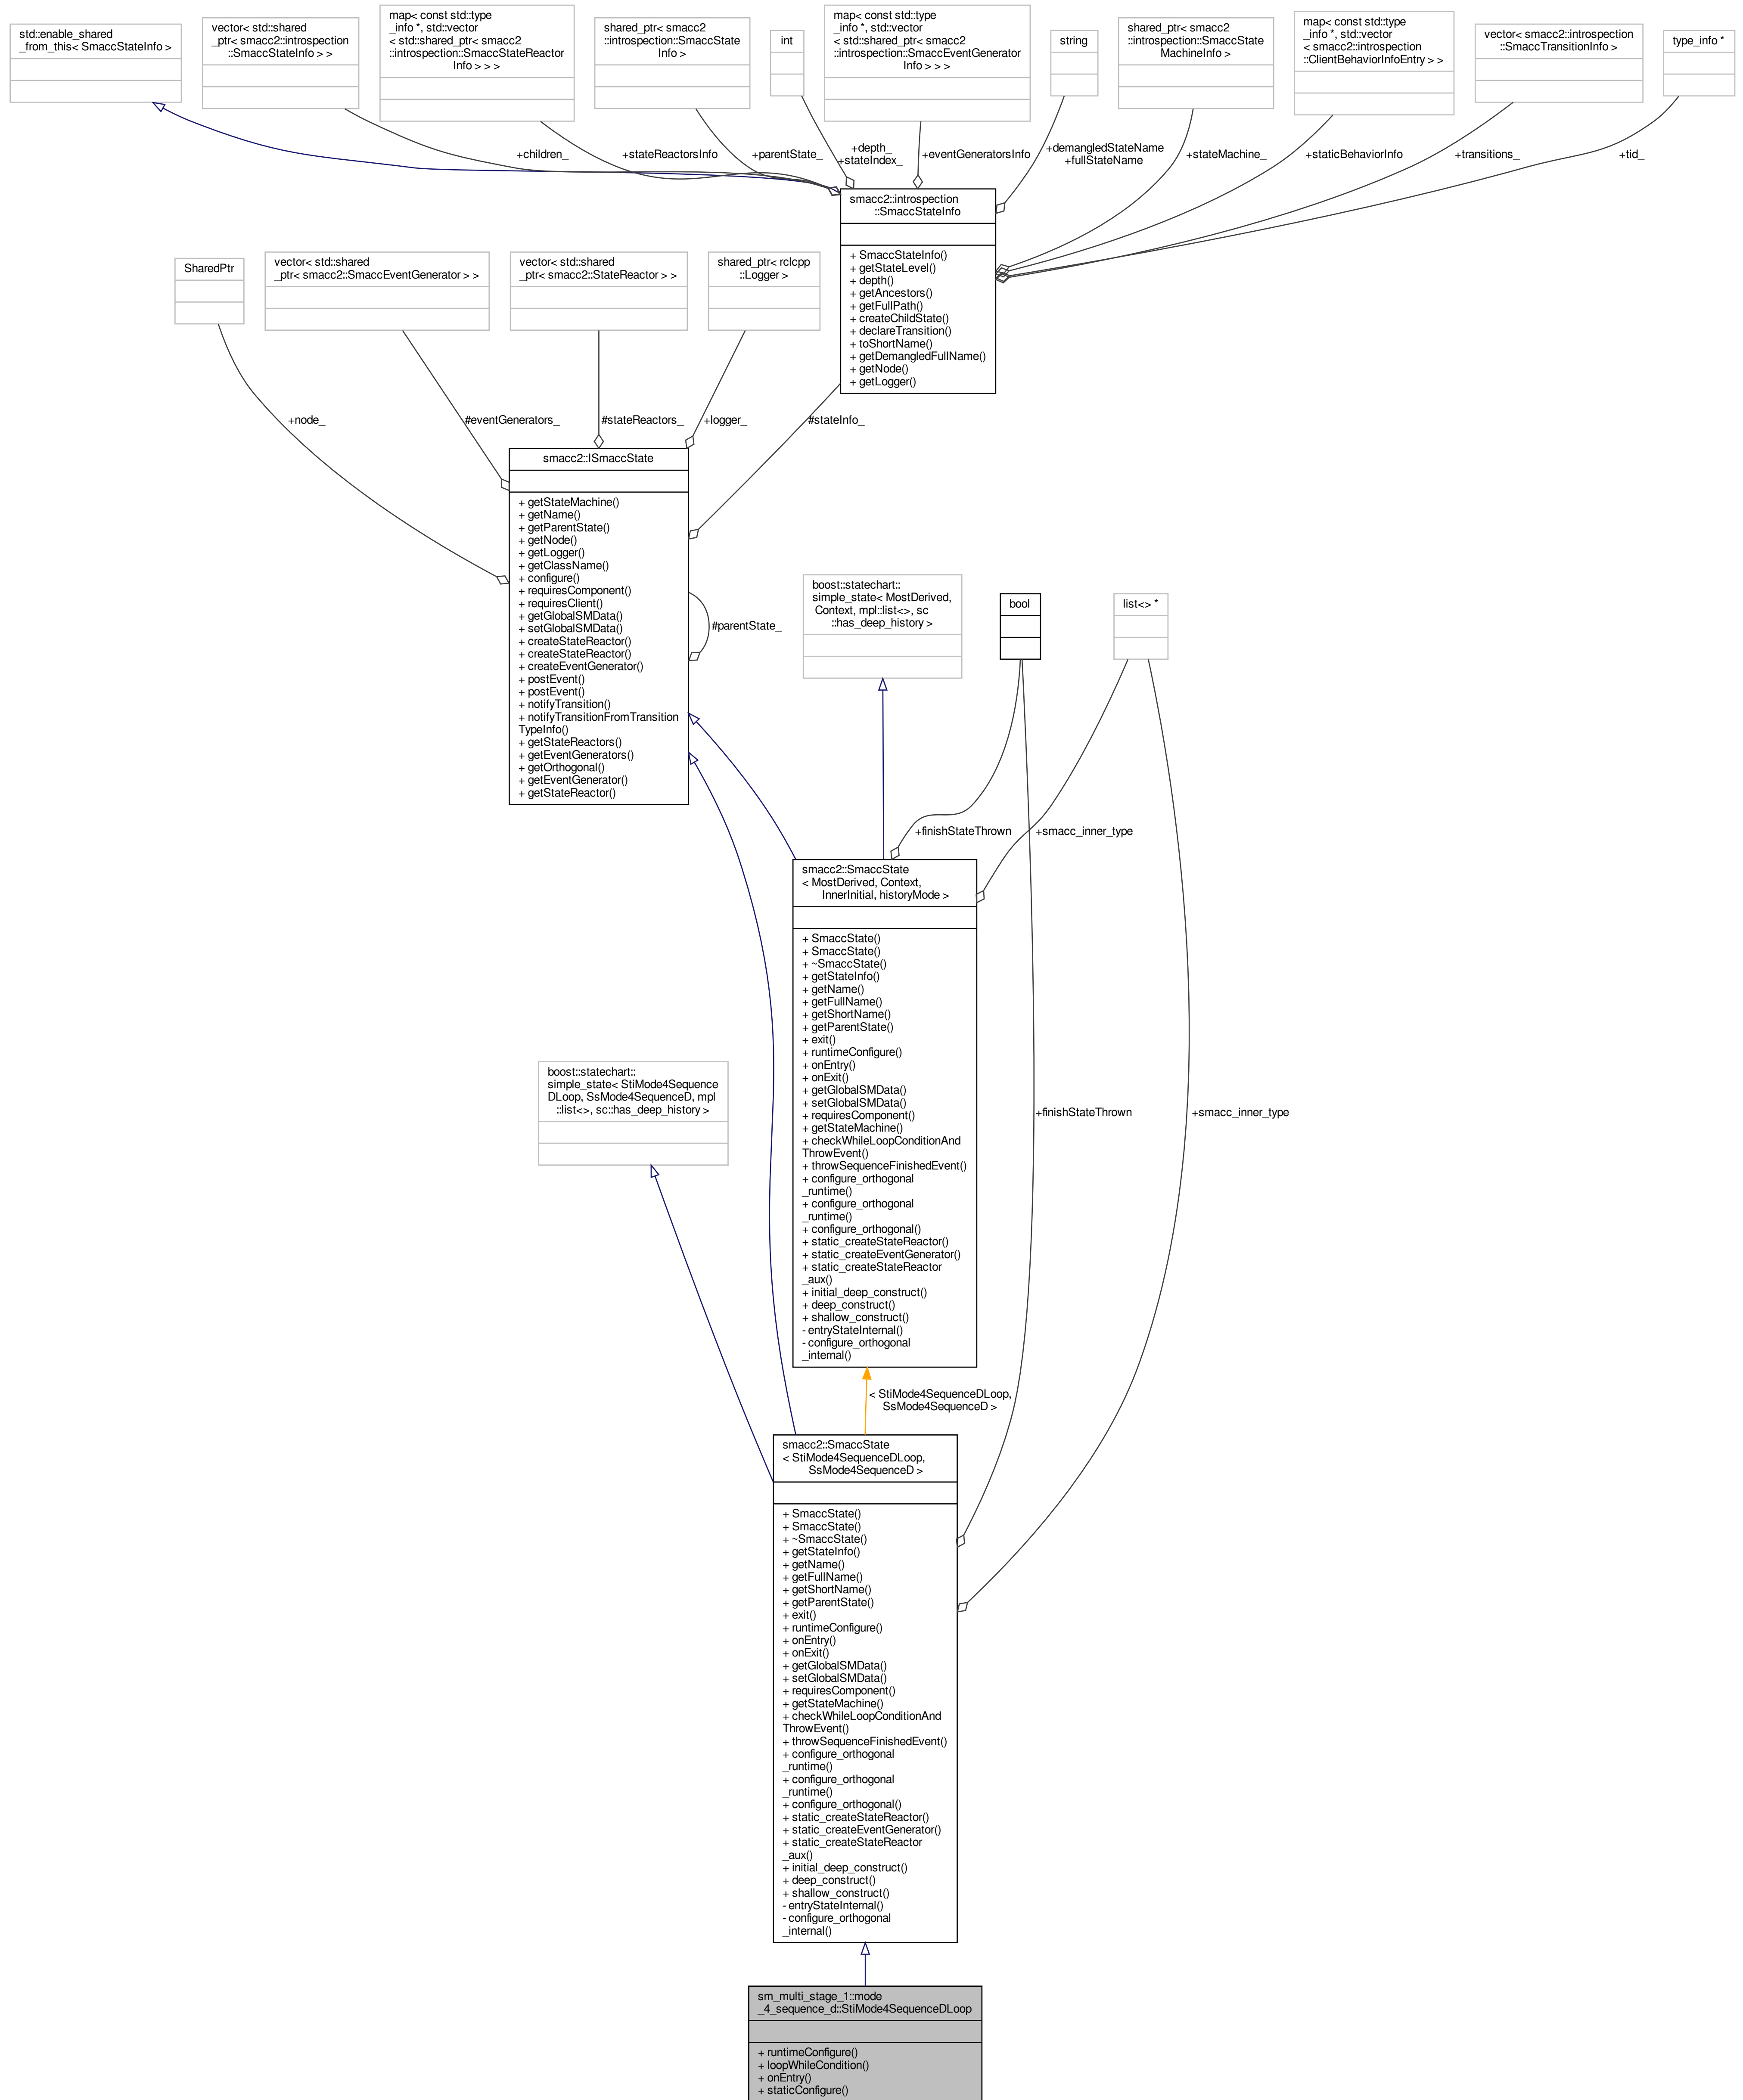 std::enable_shared
_from_this< SmaccStateInfo >
vector< std::shared
_ptr< smacc2::introspection
::SmaccStateInfo > >
map< const std::type
_info *, std::vector
< std::shared_ptr< smacc2
::introspection::SmaccStateReactor
Info > > >
shared_ptr< smacc2
::introspection::SmaccState
Info >
int
map< const std::type
_info *, std::vector
< std::shared_ptr< smacc2
::introspection::SmaccEventGenerator
Info > > >
string
shared_ptr< smacc2
::introspection::SmaccState
MachineInfo >
map< const std::type
_info *, std::vector
< smacc2::introspection
::ClientBehaviorInfoEntry > >
vector< smacc2::introspection
::SmaccTransitionInfo >
type_info *
+children_
+stateReactorsInfo
+parentState_
+depth_
+stateIndex_
+eventGeneratorsInfo
+demangledStateName
+fullStateName
+stateMachine_
+staticBehaviorInfo
+transitions_
+tid_
smacc2::introspection
::SmaccStateInfo
+ SmaccStateInfo()
+ getStateLevel()
+ depth()
+ getAncestors()
+ getFullPath()
+ createChildState()
+ declareTransition()
+ toShortName()
+ getDemangledFullName()
+ getNode()
+ getLogger()
SharedPtr
vector< std::shared
_ptr< smacc2::SmaccEventGenerator > >
vector< std::shared
_ptr< smacc2::StateReactor > >
shared_ptr< rclcpp
::Logger >
+node_
#eventGenerators_
#stateReactors_
+logger_
#stateInfo_
smacc2::ISmaccState
+ getStateMachine()
+ getName()
+ getParentState()
+ getNode()
+ getLogger()
+ getClassName()
+ configure()
+ requiresComponent()
+ requiresClient()
+ getGlobalSMData()
+ setGlobalSMData()
+ createStateReactor()
+ createStateReactor()
+ createEventGenerator()
+ postEvent()
+ postEvent()
+ notifyTransition()
+ notifyTransitionFromTransition
TypeInfo()
+ getStateReactors()
+ getEventGenerators()
+ getOrthogonal()
+ getEventGenerator()
+ getStateReactor()
#parentState_
boost::statechart::
simple_state< MostDerived,
Context, mpl::list<>, sc
::has_deep_history >
bool
list<> *
+finishStateThrown
+smacc_inner_type
smacc2::SmaccState
< MostDerived, Context,
InnerInitial, historyMode >
+ SmaccState()
+ SmaccState()
+ ~SmaccState()
+ getStateInfo()
+ getName()
+ getFullName()
+ getShortName()
+ getParentState()
+ exit()
+ runtimeConfigure()
+ onEntry()
+ onExit()
+ getGlobalSMData()
+ setGlobalSMData()
+ requiresComponent()
+ getStateMachine()
+ checkWhileLoopConditionAnd
ThrowEvent()
+ throwSequenceFinishedEvent()
+ configure_orthogonal
_runtime()
+ configure_orthogonal
_runtime()
+ configure_orthogonal()
+ static_createStateReactor()
+ static_createEventGenerator()
+ static_createStateReactor
_aux()
+ initial_deep_construct()
+ deep_construct()
+ shallow_construct()
- entryStateInternal()
- configure_orthogonal
_internal()
boost::statechart::
simple_state< StiMode4Sequence
DLoop, SsMode4SequenceD, mpl
::list<>, sc::has_deep_history >
+finishStateThrown
+smacc_inner_type
< StiMode4SequenceDLoop,
SsMode4SequenceD >
smacc2::SmaccState
< StiMode4SequenceDLoop,
SsMode4SequenceD >
+ SmaccState()
+ SmaccState()
+ ~SmaccState()
+ getStateInfo()
+ getName()
+ getFullName()
+ getShortName()
+ getParentState()
+ exit()
+ runtimeConfigure()
+ onEntry()
+ onExit()
+ getGlobalSMData()
+ setGlobalSMData()
+ requiresComponent()
+ getStateMachine()
+ checkWhileLoopConditionAnd
ThrowEvent()
+ throwSequenceFinishedEvent()
+ configure_orthogonal
_runtime()
+ configure_orthogonal
_runtime()
+ configure_orthogonal()
+ static_createStateReactor()
+ static_createEventGenerator()
+ static_createStateReactor
_aux()
+ initial_deep_construct()
+ deep_construct()
+ shallow_construct()
- entryStateInternal()
- configure_orthogonal
_internal()
sm_multi_stage_1::mode
_4_sequence_d::StiMode4SequenceDLoop
+ runtimeConfigure()
+ loopWhileCondition()
+ onEntry()
+ staticConfigure()